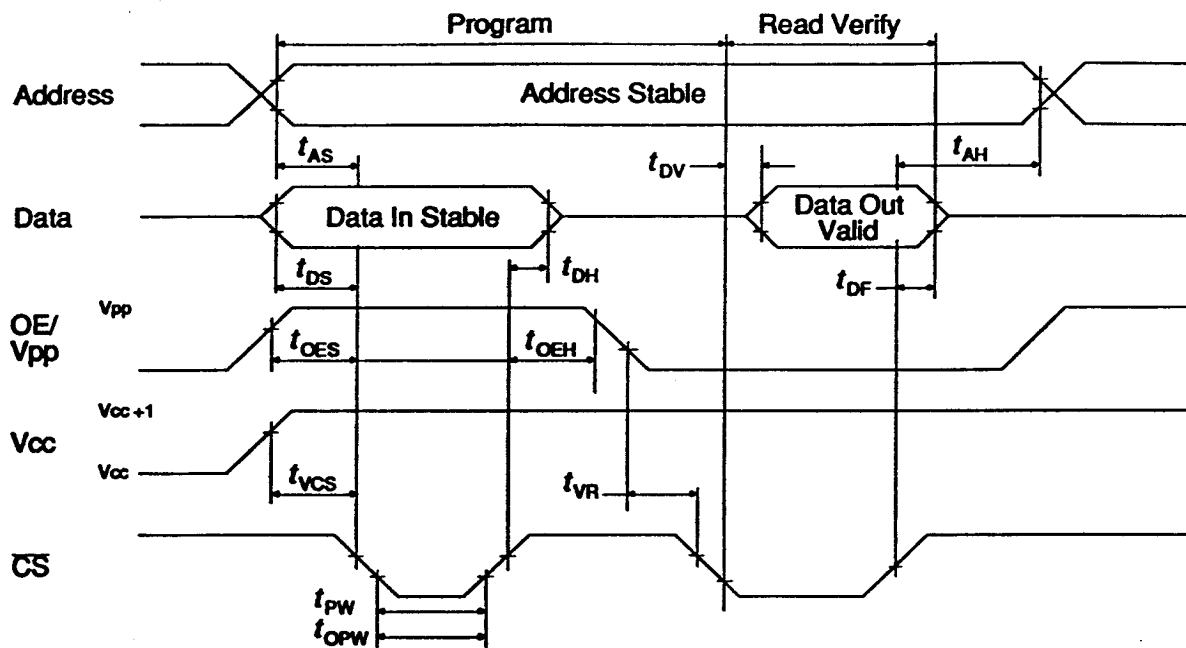 Program Read Verify
Address
Address Stable
tAS
tDV
tAH
Data
Data In Stable
Data Out
Valid
tDS
tDH
tDF
OE/
Vpp
Vpp
tOES
tOEH
Vcc +1
Vcc
Vcc
tVCS
tVR
CS
tPW
tOPW